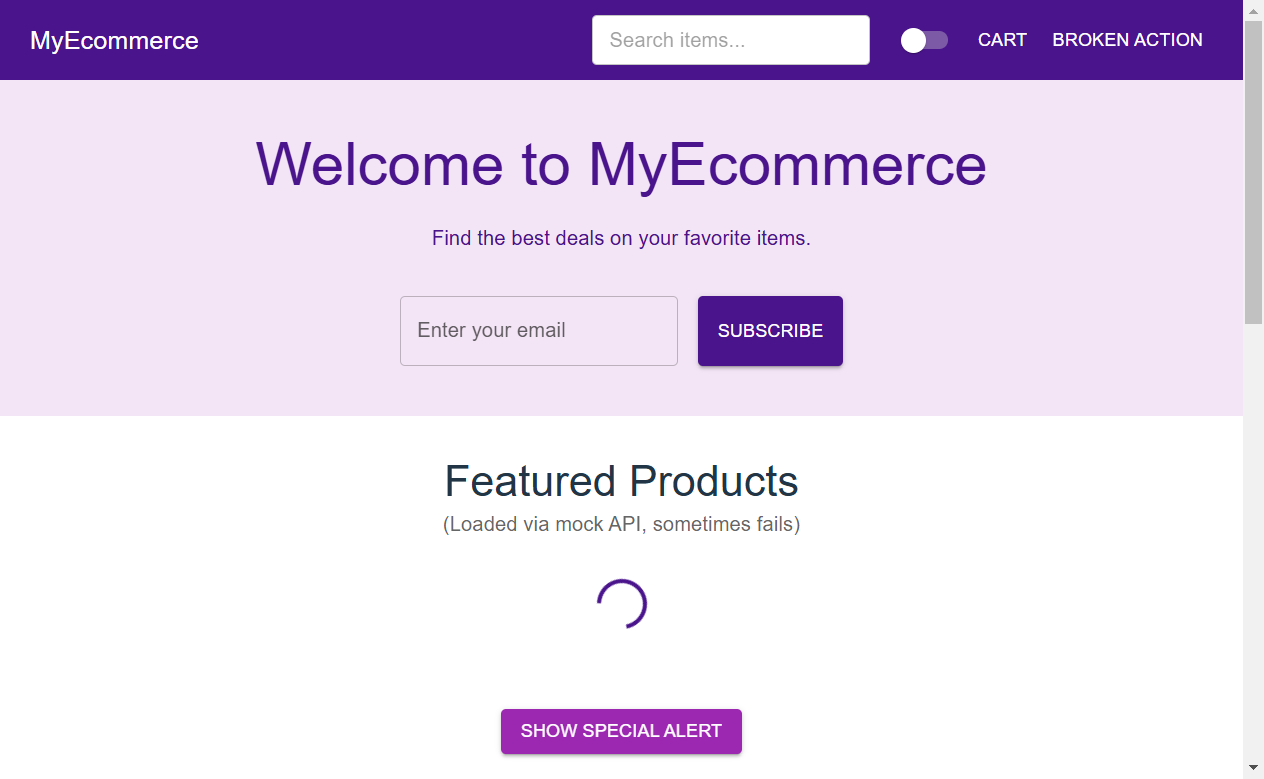 MyEcommerce
Search items...
CART
BROKEN ACTION
Welcome to MyEcommerce
Find the best deals on your favorite items.
Enter your email
SUBSCRIBE
Featured Products
(Loaded via mock API, sometimes fails)
SHOW SPECIAL ALERT